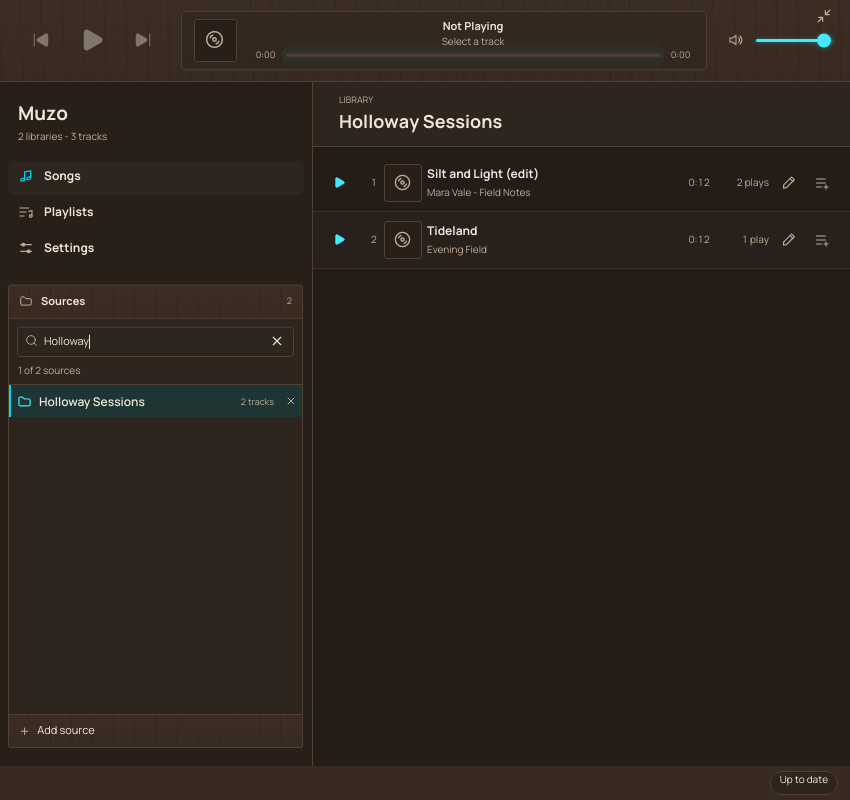 Not Playing
Select a track
0:00
0:00
Muzo
2 libraries - 3 tracks
Songs
Playlists
Settings
Sources
2
Holloway
1 of 2 sources
Holloway Sessions
2 tracks
Add source
LIBRARY
Holloway Sessions
1
Silt and Light (edit)
Mara Vale - Field Notes
0:12
2 plays
2
Tideland
Evening Field
0:12
1 play
Up to date